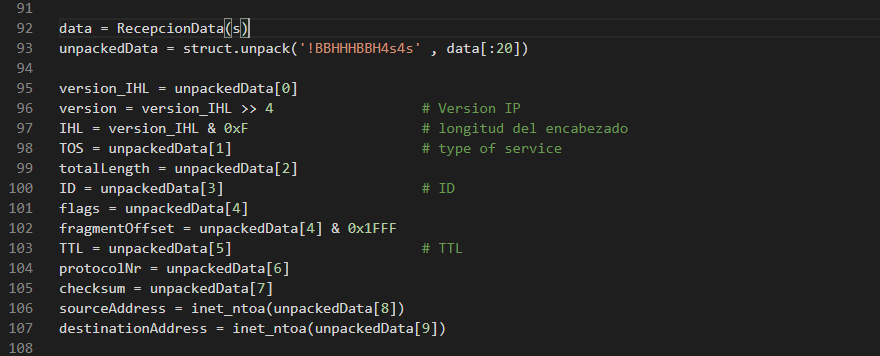 91
92 data = RecepcionData(s)
93 unpackedData = struct.unpack('!BBHHHBBH4s4s' , data[:20])
94
95 version_IHL = unpackedData[0]
96 version = version_IHL >> 4 # Version IP
97 IHL = version_IHL & 0xF # longitud del encabezado
98 TOS = unpackedData[1] # type of service
99 totalLength = unpackedData[2]
100 ID = unpackedData[3] # ID
101 flags = unpackedData[4]
102 fragmentOffset = unpackedData[4] & 0x1FFF
103 TTL = unpackedData[5] # TTL
104 protocolNr = unpackedData[6]
105 checksum = unpackedData[7]
106 sourceAddress = inet_ntoa(unpackedData[8])
107 destinationAddress = inet_ntoa(unpackedData[9])
108